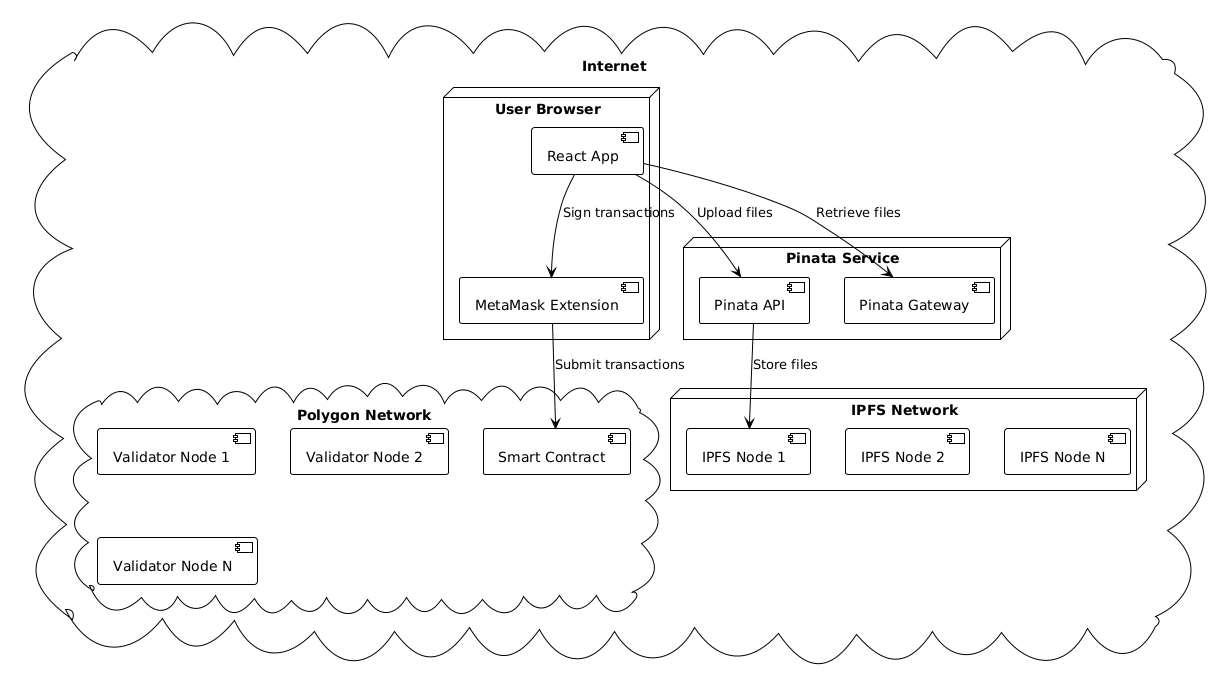 Internet
User Browser
React App
Sign transactions
Upload files
Retrieve files
Pinata Service
MetaMask Extension
Pinata API
Pinata Gateway
Submit transactions
Store files
Polygon Network
IPFS Network
Validator Node 1
Validator Node 2
Smart Contract
IPFS Node 1
IPFS Node 2
IPFS Node N
Validator Node N